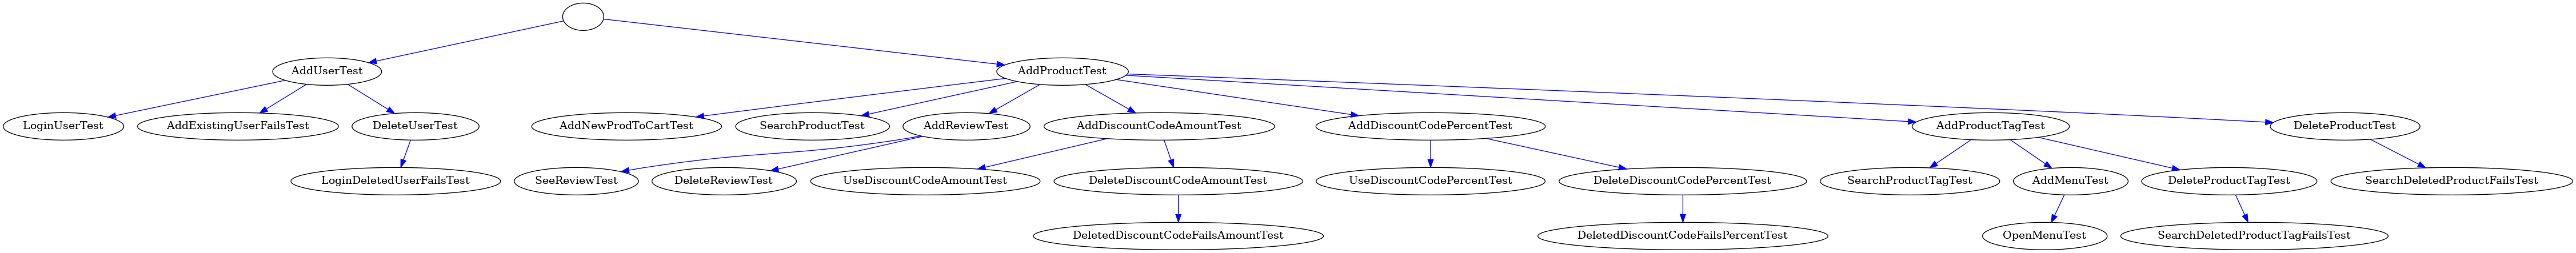 AddUserTest
AddProductTest
LoginUserTest
AddExistingUserFailsTest
DeleteUserTest
AddNewProdToCartTest
SearchProductTest
AddReviewTest
AddDiscountCodeAmountTest
AddDiscountCodePercentTest
AddProductTagTest
DeleteProductTest
LoginDeletedUserFailsTest
SeeReviewTest
DeleteReviewTest
UseDiscountCodeAmountTest
DeleteDiscountCodeAmountTest
UseDiscountCodePercentTest
DeleteDiscountCodePercentTest
SearchProductTagTest
AddMenuTest
DeleteProductTagTest
SearchDeletedProductFailsTest
DeletedDiscountCodeFailsAmountTest
DeletedDiscountCodeFailsPercentTest
OpenMenuTest
SearchDeletedProductTagFailsTest